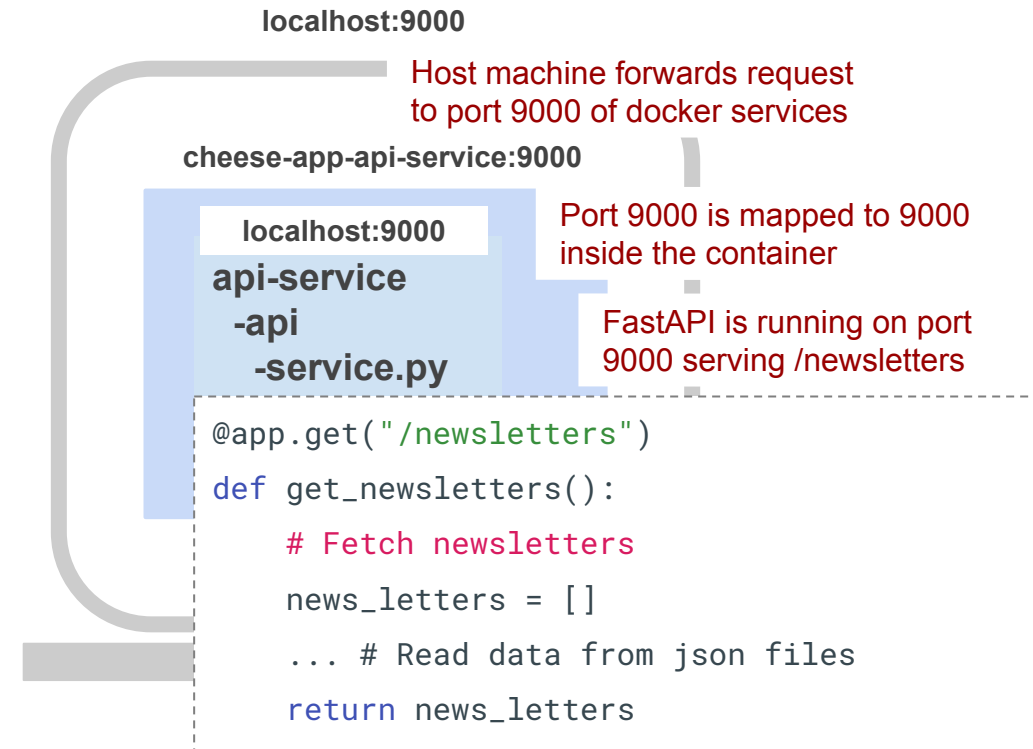 localhost:9000
Host machine forwards request
to port 9000 of docker services
cheese-app-api-service:9000
Port 9000 is mapped to 9000
inside the container
localhost:9000
api-service
-api
-service.py
FastAPI is running on port
9000 serving /newsletters
@app.get("/newsletters")
def get_newsletters():
    # Fetch newsletters
    news_letters = []
    ... # Read data from json files
    return news_letters